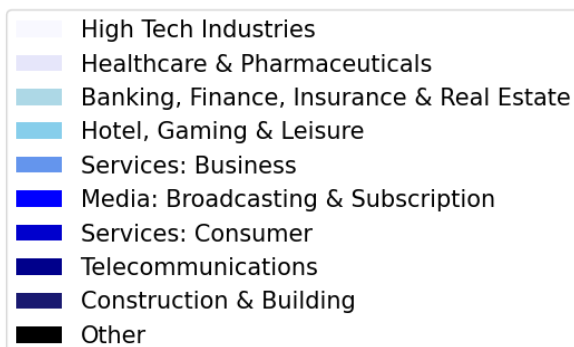 High Tech Industries
Healthcare & Pharmaceuticals
Banking, Finance, Insurance & Real Estate
Hotel, Gaming & Leisure
Services: Business
Media: Broadcasting & Subscription
Services: Consumer
Telecommunications
Construction & Building
Other